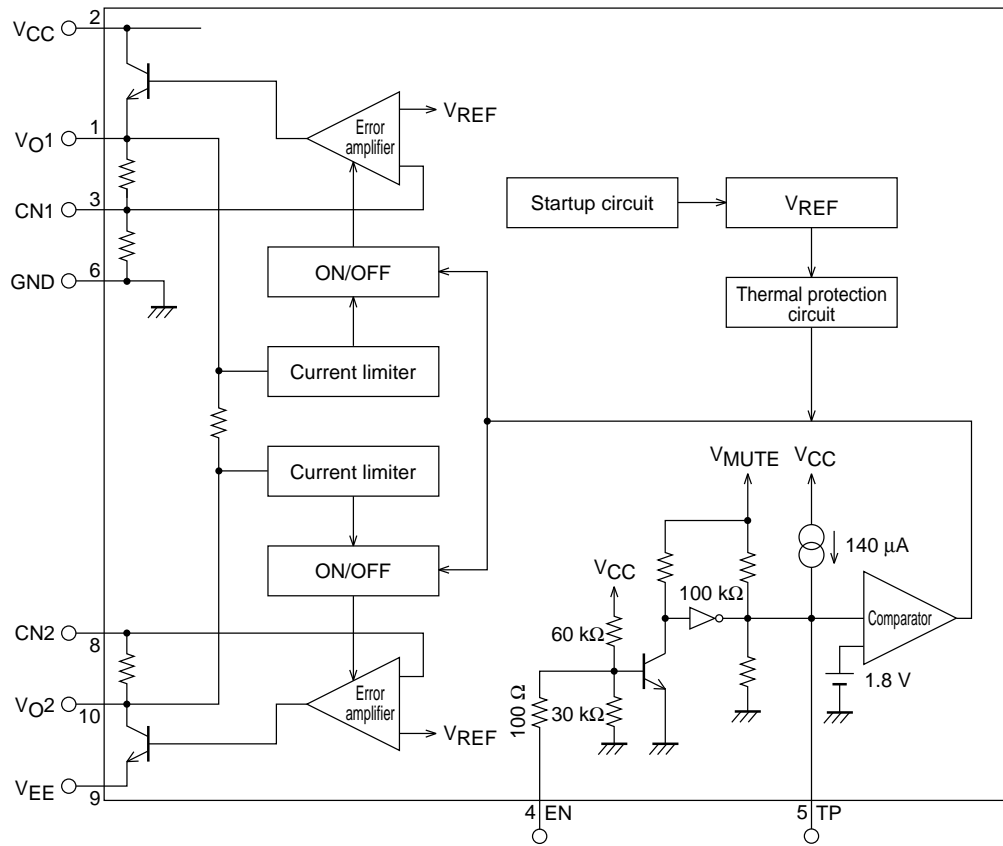 VCC 2
VO1 1
CN1 3
GND 6
Error
amplifier
VREF
Startup circuit
VREF
ON/OFF
Thermal protection
circuit
Current limiter
Current limiter
VMUTE
VCC
140 μA
ON/OFF
VCC
100 kΩ
Comparator
60 kΩ
CN2 8
1.8 V
Error
amplifier
100 Ω
30 kΩ
VO2 10
VREF
VEE 9
4 EN
5 TP